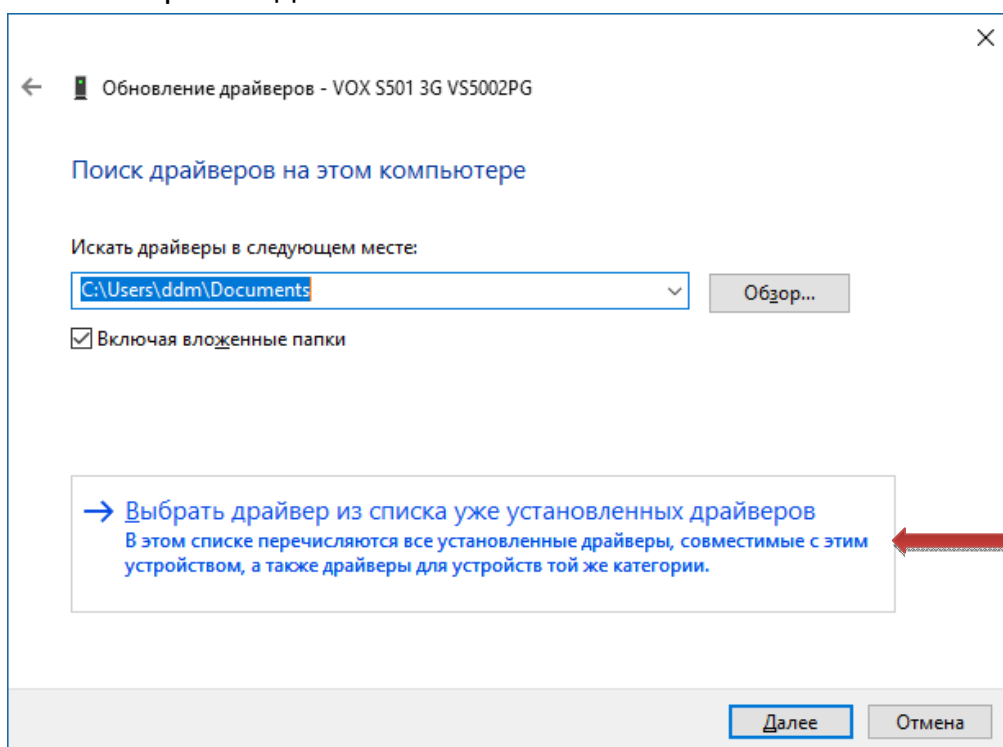 Обновление драйверов - VOX S501 3G VS5002PG
Поиск драйверов на этом компьютере
Искать драйверы в следующем месте:
C:\Users\ddm\Documents
Обзор...
Включая вложенные папки
Выбрать драйвер из списка уже установленных драйверов
В этом списке перечисляются все установленные драйверы, совместимые с этим
устройством, а также драйверы для устройств той же категории.
Далее
Отмена